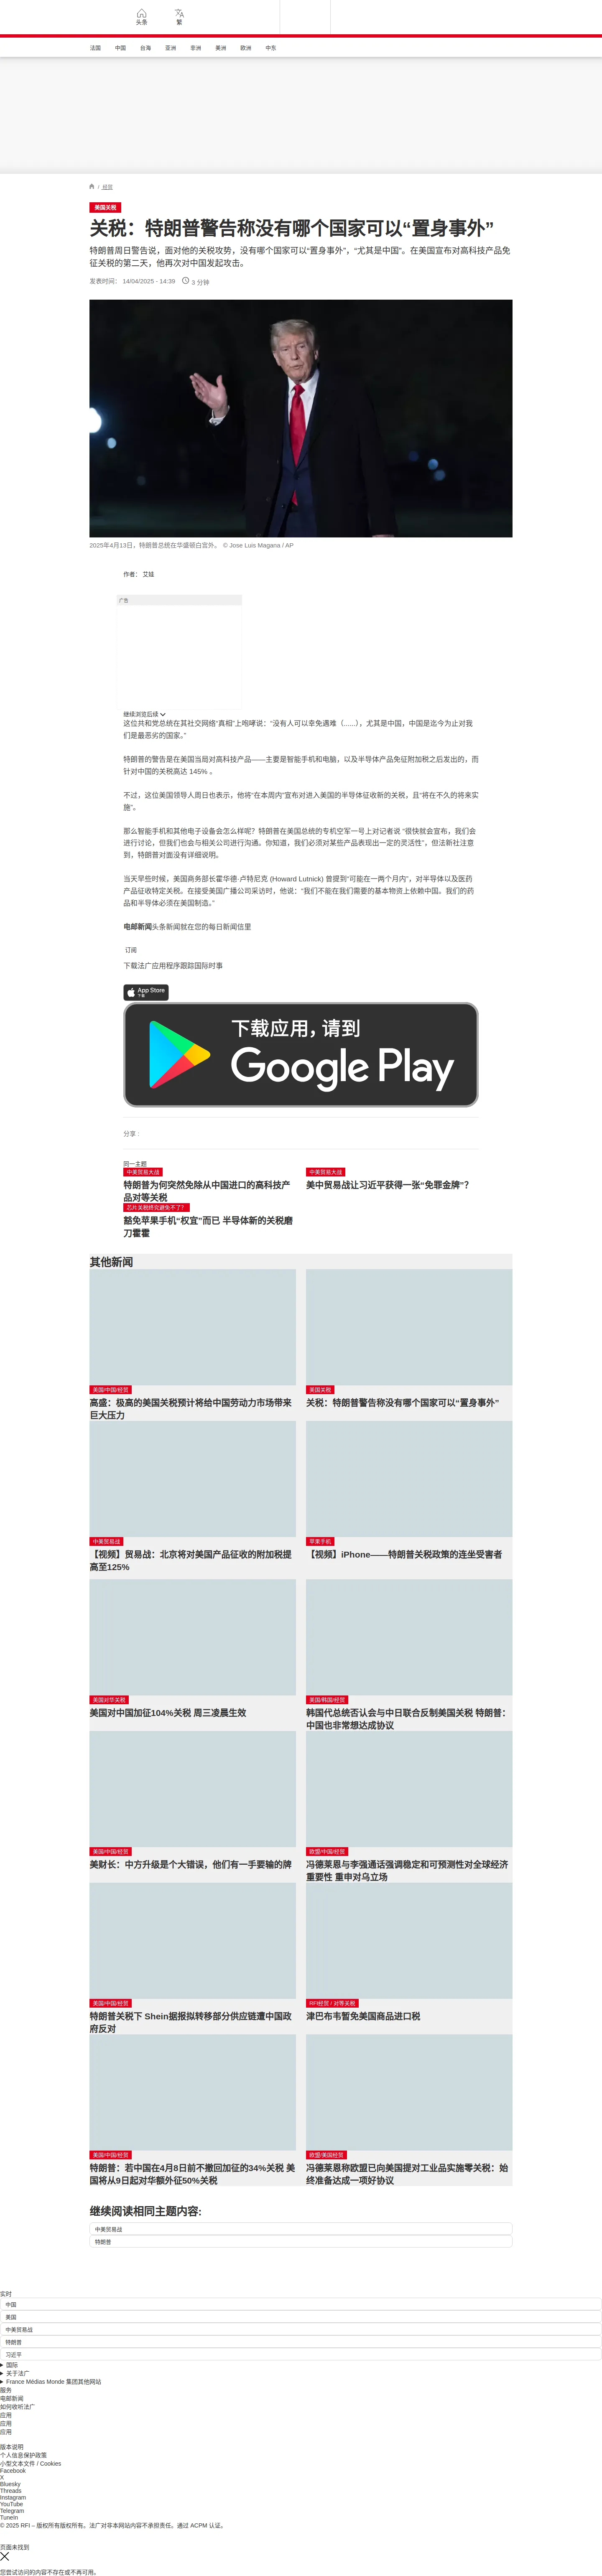 头条
繁
法国
中国
台海
亚洲
非洲
美洲
欧洲
中东
/ 经贸
美国关税
关税：特朗普警告称没有哪个国家可以“置身事外”
特朗普周日警告说，面对他的关税攻势，没有哪个国家可以“置身事外”，“尤其是中国”。在美国宣布对高科技产品免
征关税的第二天，他再次对中国发起攻击。
发表时间： 14/04/2025 - 14:39
3 分钟
2025年4月13日，特朗普总统在华盛顿白宫外。 © Jose Luis Magana / AP
作者： 艾娃
广告
继续浏览后续
这位共和党总统在其社交网络“真相”上咆哮说：“没有人可以幸免遇难（......），尤其是中国，中国是迄今为止对我
们是最恶劣的国家。”
特朗普的警告是在美国当局对高科技产品——主要是智能手机和电脑，以及半导体产品免征附加税之后发出的，而
针对中国的关税高达 145% 。
不过，这位美国领导人周日也表示，他将“在本周内”宣布对进入美国的半导体征收新的关税，且“将在不久的将来实
施”。
那么智能手机和其他电子设备会怎么样呢？特朗普在美国总统的专机空军一号上对记者说 “很快就会宣布，我们会
进行讨论，但我们也会与相关公司进行沟通。你知道，我们必须对某些产品表现出一定的灵活性”。但法新社注意
到，特朗普对面没有详细说明。
当天早些时候，美国商务部长霍华德·卢特尼克 (Howard Lutnick) 曾提到“可能在一两个月内”，对半导体以及医药
产品征收特定关税。在接受美国广播公司采访时，他说：“我们不能在我们需要的基本物资上依赖中国。我们的药
品和半导体必须在美国制造。”
电邮新闻头条新闻就在您的每日新闻信里
订阅
下载法广应用程序跟踪国际时事
App Store
下载
下载应用，请到
Google Play
分享 :
同一主题
中美贸易大战
特朗普为何突然免除从中国进口的高科技产
品对等关税
中美贸易大战
美中贸易战让习近平获得一张“免罪金牌”？
芯片关税终究避免不了?
豁免苹果手机“权宜”而已 半导体新的关税磨
刀霍霍
其他新闻
美国/中国/经贸
高盛：极高的美国关税预计将给中国劳动力市场带来
巨大压力
美国关税
关税：特朗普警告称没有哪个国家可以“置身事外”
中美贸易战
【视频】贸易战：北京将对美国产品征收的附加税提
高至125%
苹果手机
【视频】iPhone——特朗普关税政策的连坐受害者
美国对华关税
美国对中国加征104%关税 周三凌晨生效
美国/韩国/经贸
韩国代总统否认会与中日联合反制美国关税 特朗普：
中国也非常想达成协议
美国/中国/经贸
美财长：中方升级是个大错误，他们有一手要输的牌
欧盟/中国/经贸
冯德莱恩与李强通话强调稳定和可预测性对全球经济
重要性 重申对乌立场
美国/中国/经贸
特朗普关税下 Shein据报拟转移部分供应链遭中国政
府反对
RFI经贸 / 对等关税
津巴布韦暂免美国商品进口税
美国/中国/经贸
特朗普：若中国在4月8日前不撤回加征的34%关税 美
国将从9日起对华额外征50%关税
欧盟/美国经贸
冯德莱恩称欧盟已向美国提对工业品实施零关税：始
终准备达成一项好协议
继续阅读相同主题内容:
中美贸易战
特朗普
实时
中国
美国
中美贸易战
特朗普
习近平
国际
关于法广
France Médias Monde 集团其他网站
服务
电邮新闻
如何收听法广
应用
应用
应用
版本说明
个人信息保护政策
小型文本文件 / Cookies
Facebook
X
Bluesky
Threads
Instagram
YouTube
Telegram
TuneIn
© 2025 RFI – 版权所有版权所有。法广对非本网站内容不承担责任。通过 ACPM 认证。
页面未找到
您尝试访问的内容不存在或不再可用。